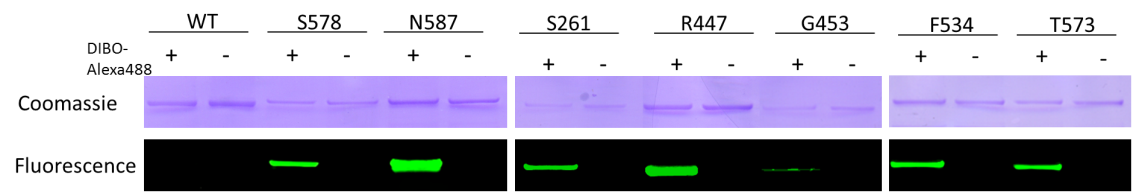 WT S578 N587 S261 R447 G453 F534 T573
DIBO-
Alexa488 + - + - + - + - + - + - + - + -
Coomassie
Fluorescence